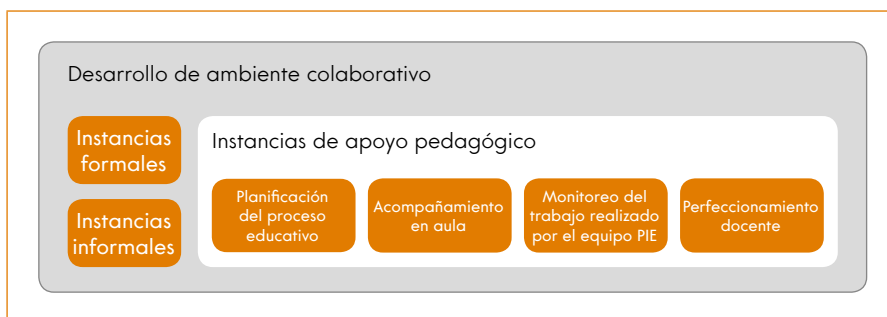 Desarrollo de ambiente colaborativo
Instancias
formales
Instancias
informales
Instancias de apoyo pedagógico
Planificación
del proceso
educativo
Acompañamiento
en aula
Monitoreo del
trabajo realizado
por el equipo PIE
Perfeccionamiento
docente